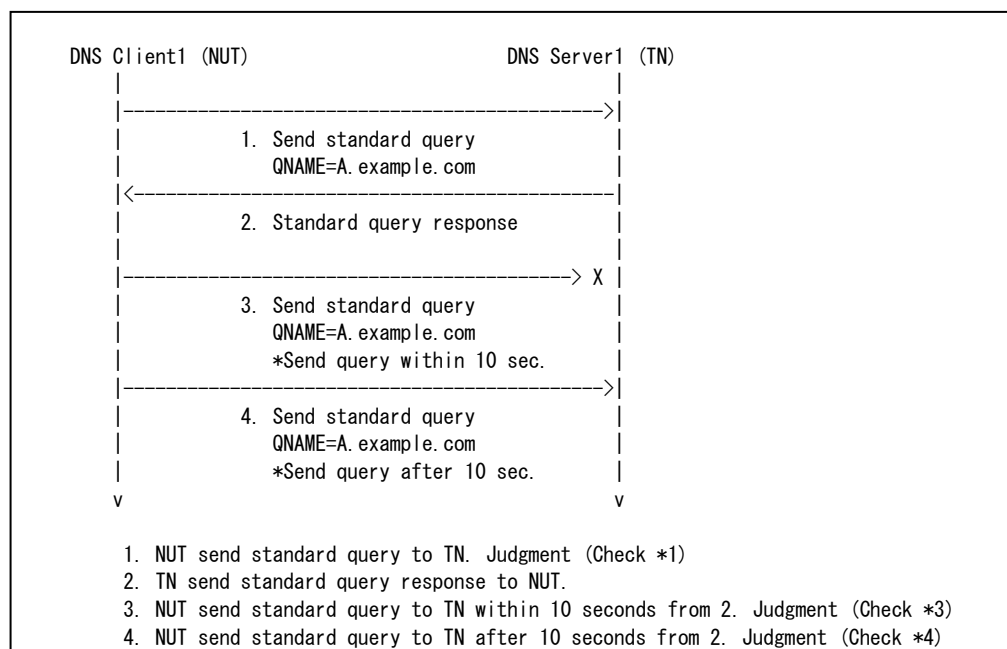 DNS Client1 (NUT) DNS Server1 (TN)
1. Send standard query
QNAME=A.example.com
2. Standard query response
X
3. Send standard query
QNAME=A.example.com
*Send query within 10 sec.
4. Send standard query
QNAME=A.example.com
*Send query after 10 sec.
v v
1. NUT send standard query to TN. Judgment (Check *1)
2. TN send standard query response to NUT.
3. NUT send standard query to TN within 10 seconds from 2. Judgment (Check *3)
4. NUT send standard query to TN after 10 seconds from 2. Judgment (Check *4)